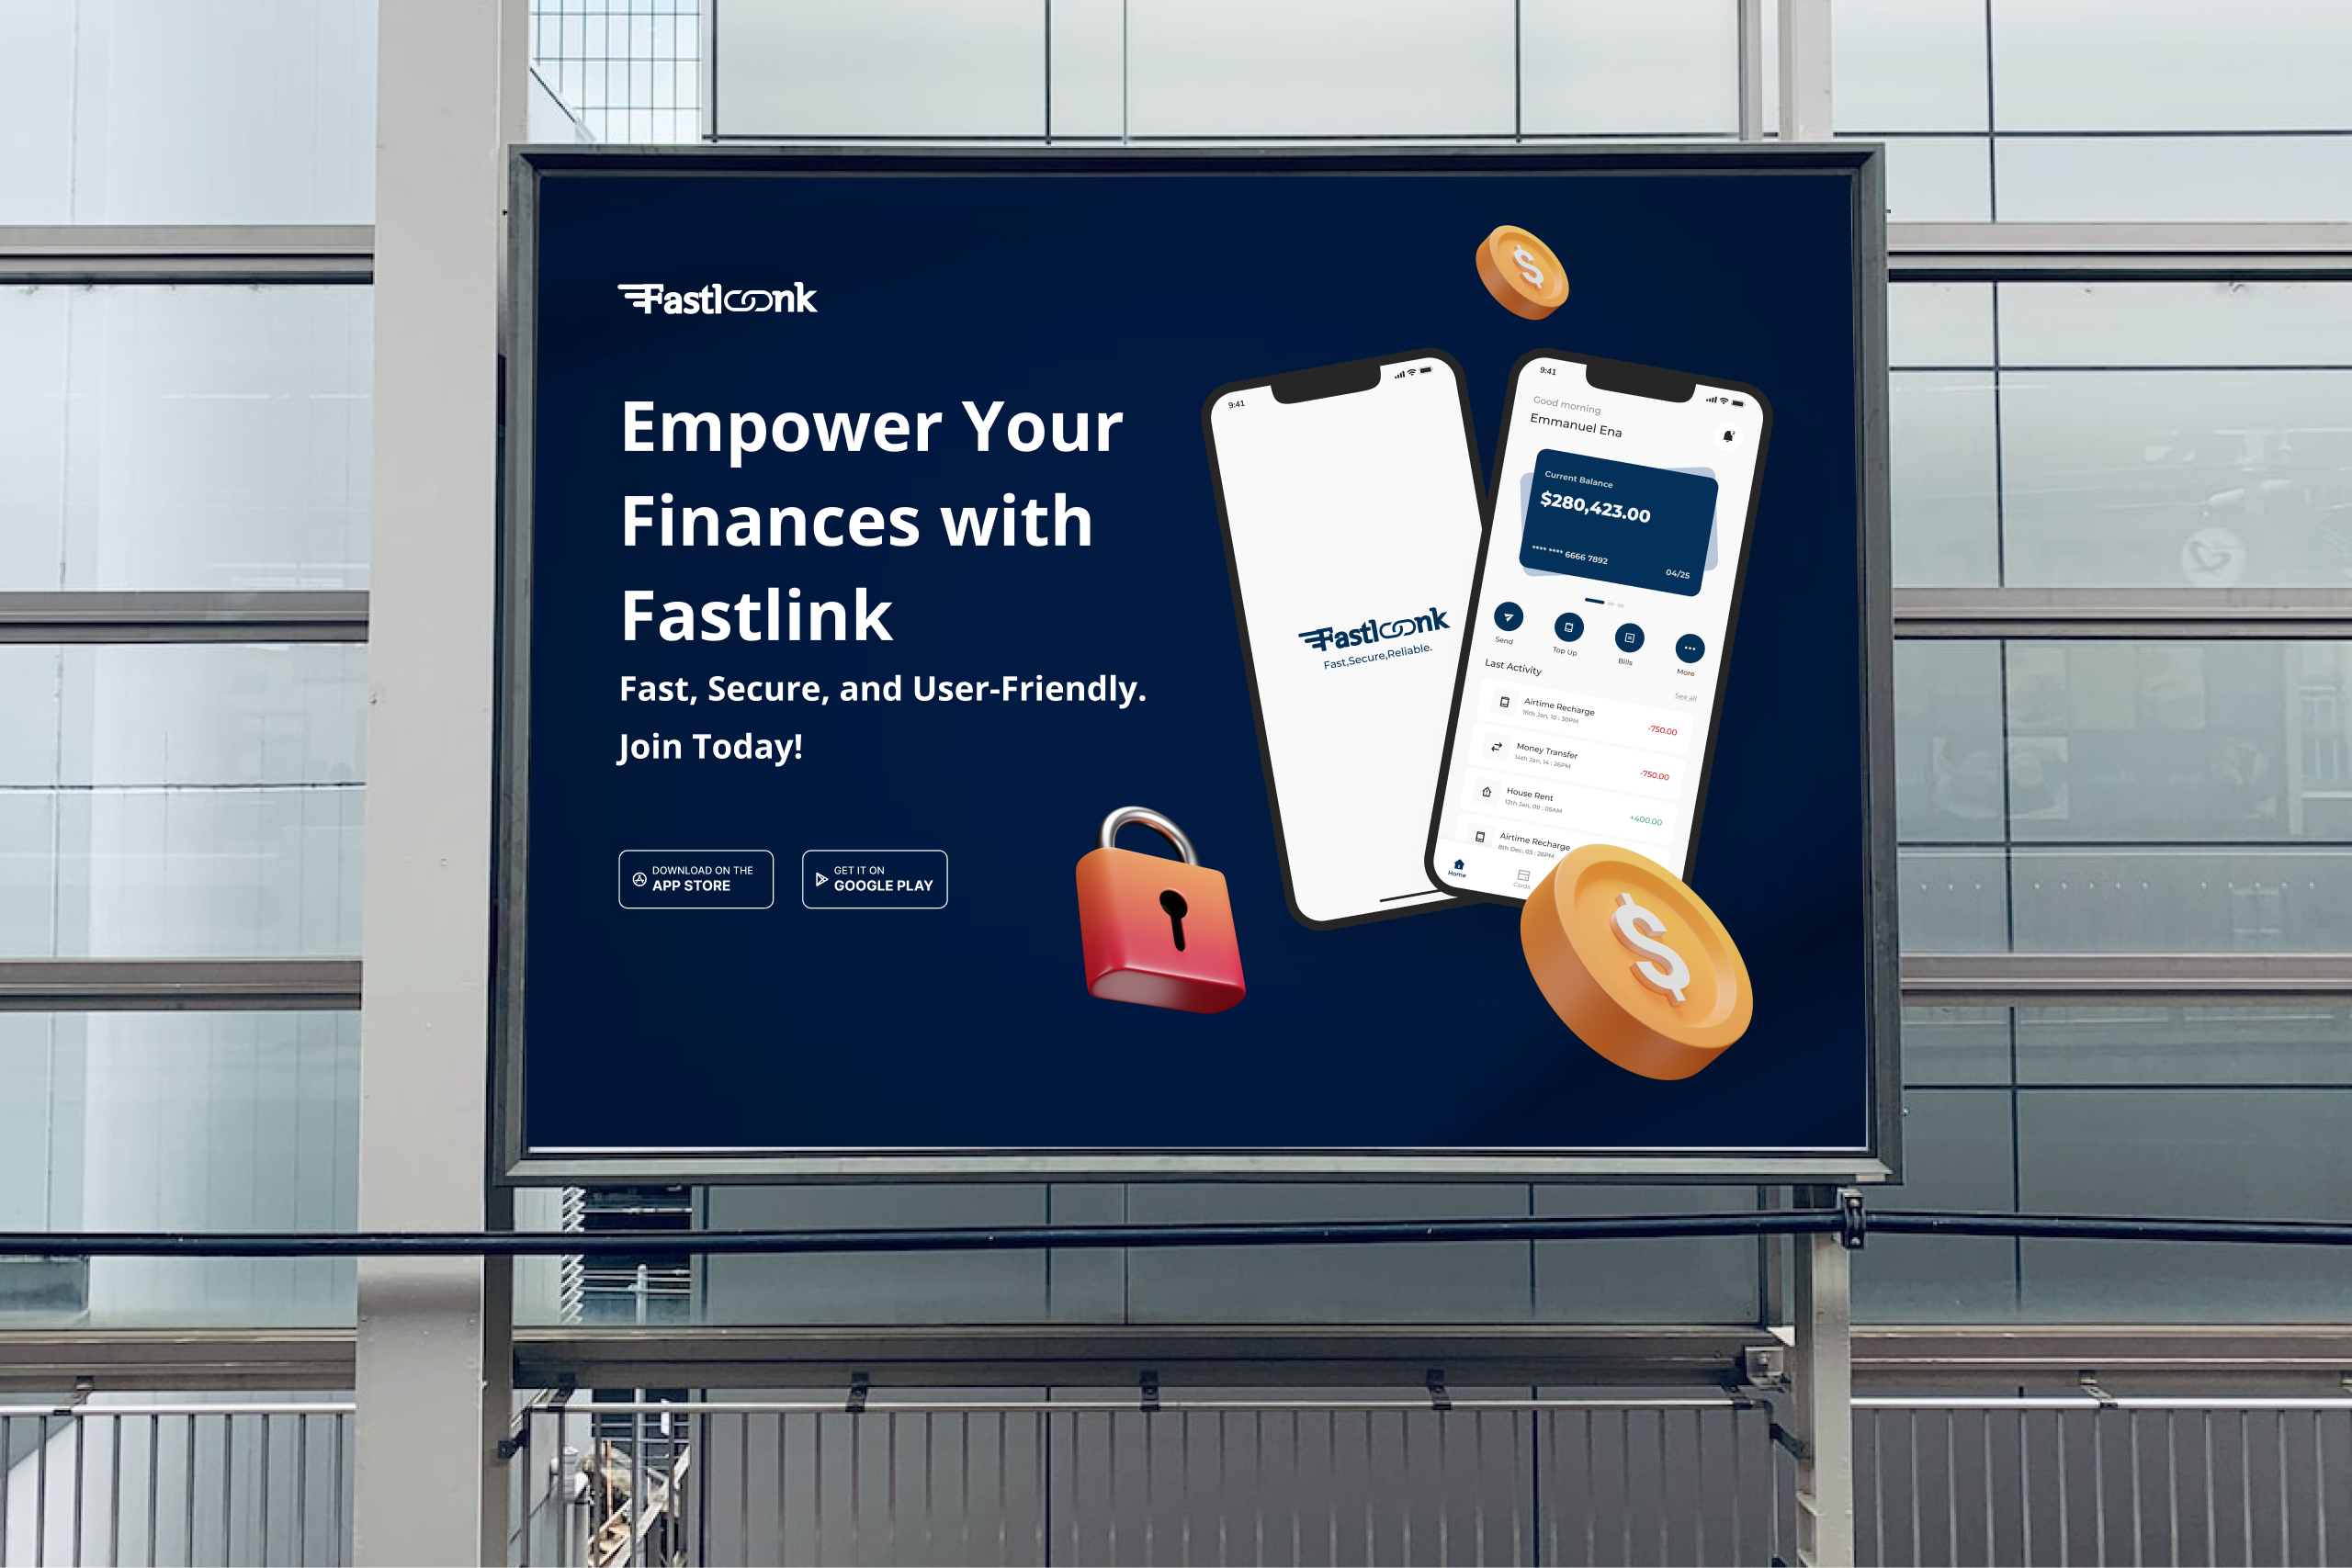 Fastlink
Empower Your
Finances with
Fastlink
Fast, Secure, and User-Friendly.
Join Today!
DOWNLOAD ON THE
APP STORE
GET IT ON
GOOGLE PLAY
9:41
Fastlink
Fast,Secure,Reliable.
9:41
Good morning
Emmanuel Ena
Current Balance
$280,423.00
**** **** 6666 7892
04/25
Send
Top Up
Bills
More
Last Activity
See all
Airtime Recharge
16th Jan, 10 : 30PM
-750.00
Money Transfer
14th Jan, 14 : 26PM
-750.00
House Rent
12th Jan, 09 : 05AM
+400.00
Airtime Recharge
8th Dec, 03 : 26PM
Home
Cards
$
$